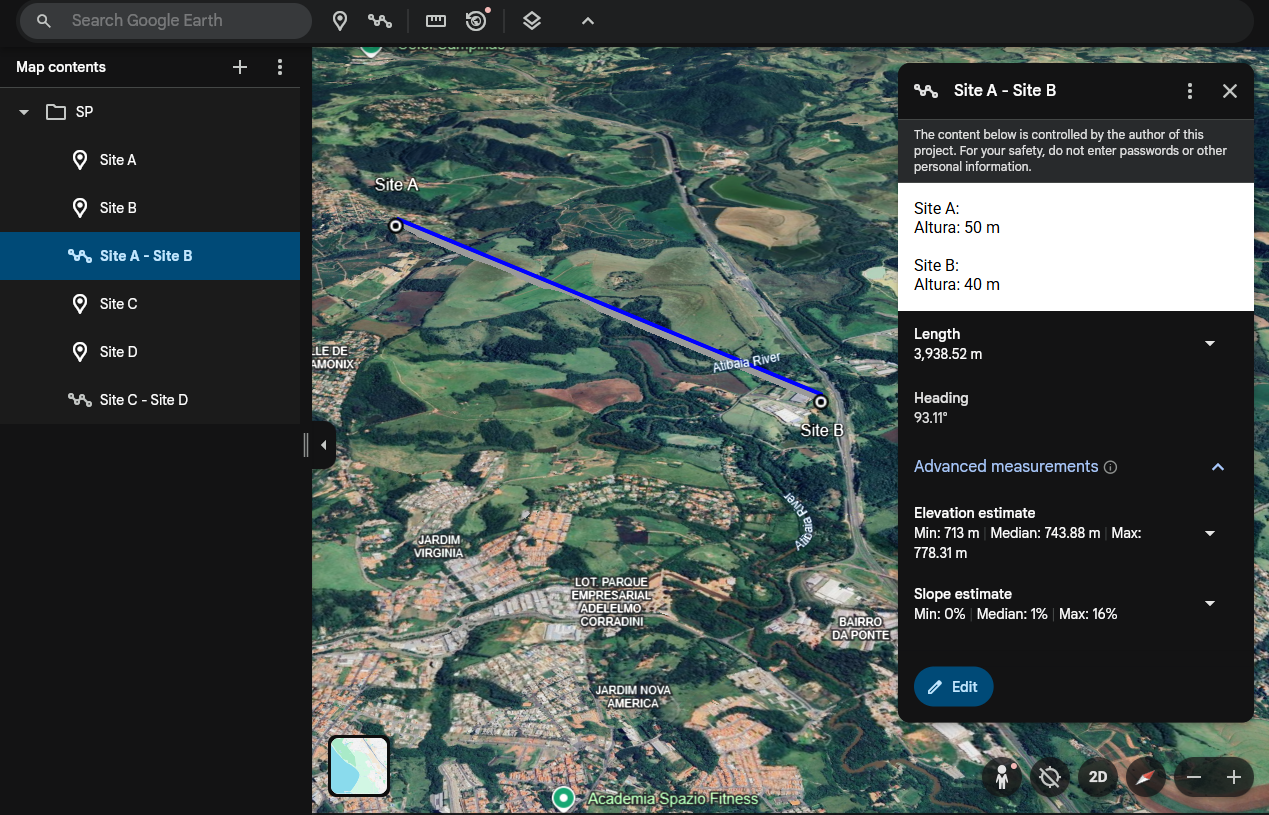 Search Google Earth
Map contents
SP
Site A
Site B
Site A - Site B
Site C
Site D
Site C - Site D
Site A
Atibaia River
Site B
Atibaia River
JARDIM
VIRGINIA
LOT. PARQUE
EMPRESARIAL
ADELELMO
CORRADINI
BAIRRO
DA PONTE
JARDIM NOVA
AMERICA
Academia Spazio Fitness
LLE DE
AMONIX
Site A - Site B
The content below is controlled by the author of this
project. For your safety, do not enter passwords or other
personal information.
Site A:
Altura: 50 m
Site B:
Altura: 40 m
Length
3,938.52 m
Heading
93.11°
Advanced measurements
Elevation estimate
Min: 713 m | Median: 743.88 m | Max:
778.31 m
Slope estimate
Min: 0% | Median: 1% | Max: 16%
Edit
2D